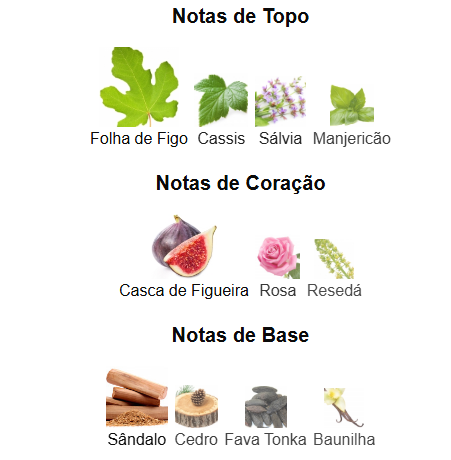 Notas de Topo
Folha de Figo Cassis Sálvia Manjericão
Notas de Coração
Casca de Figueira Rosa Resedá
Notas de Base
Sândalo Cedro Fava Tonka Baunilha